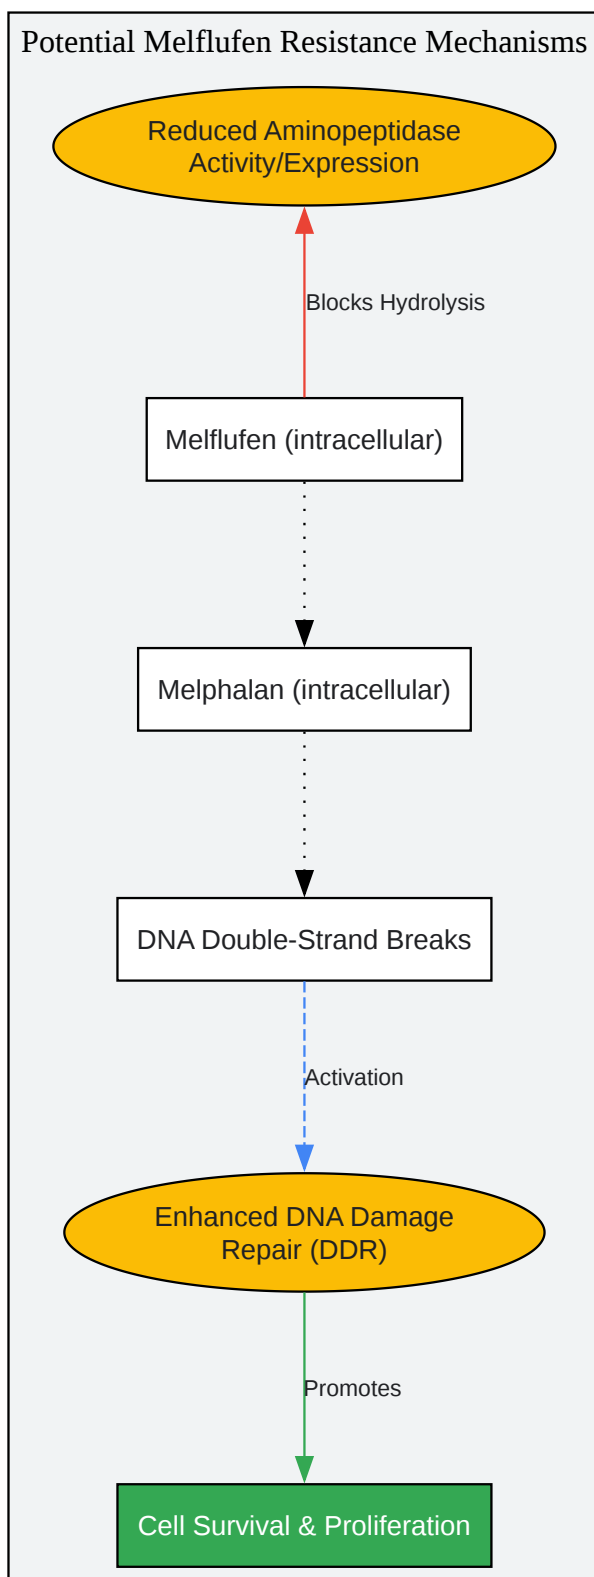 Potential Melflufen Resistance Mechanisms
Reduced Aminopeptidase
Activity/Expression
Blocks Hydrolysis
Melflufen (intracellular)
Melphalan (intracellular)
DNA Double-Strand Breaks
Activation
Enhanced DNA Damage
Repair (DDR)
Promotes
Cell Survival & Proliferation